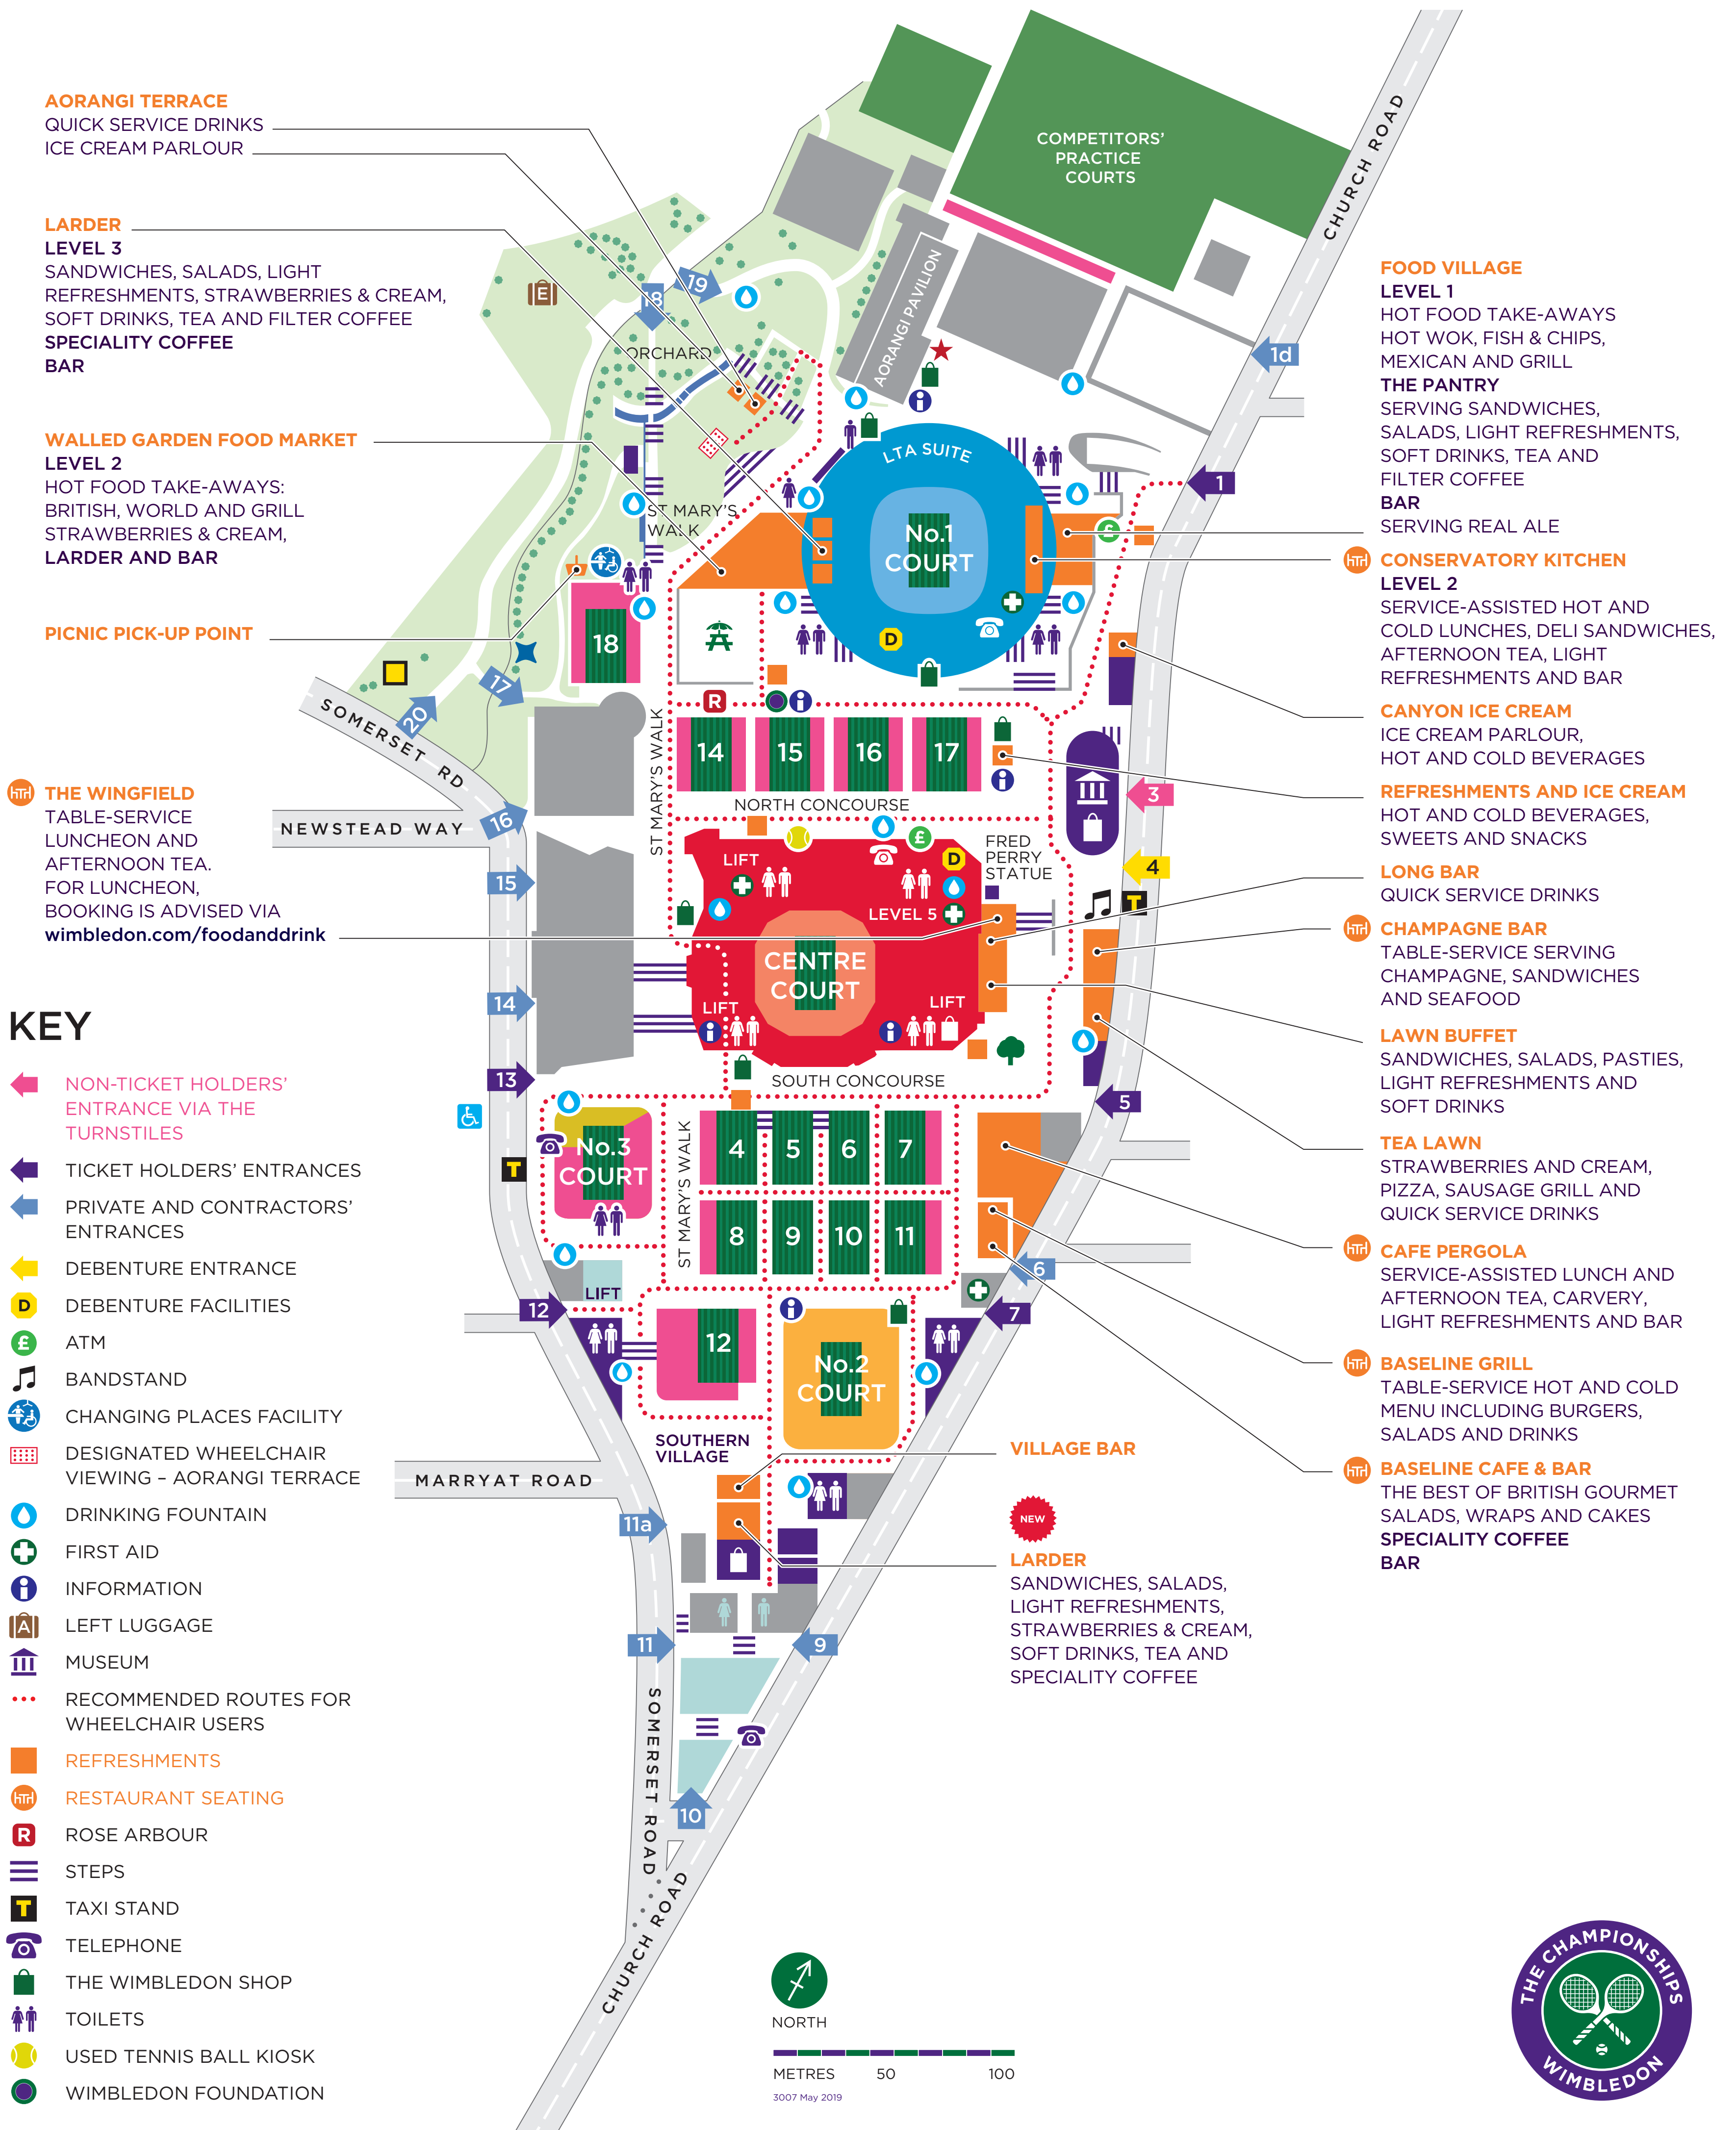 AORANGI TERRACE
QUICK SERVICE DRINKS
ICE CREAM PARLOUR
LARDER
LEVEL 3
SANDWICHES, SALADS, LIGHT
REFRESHMENTS, STRAWBERRIES & CREAM,
SOFT DRINKS, TEA AND FILTER COFFEE
SPECIALITY COFFEE
BAR
WALLED GARDEN FOOD MARKET
LEVEL 2
HOT FOOD TAKE-AWAYS:
BRITISH, WORLD AND GRILL
STRAWBERRIES & CREAM,
LARDER AND BAR
PICNIC PICK-UP POINT
THE WINGFIELD
TABLE-SERVICE
LUNCHEON AND
AFTERNOON TEA.
FOR LUNCHEON,
BOOKING IS ADVISED VIA
wimbledon.com/foodanddrink
KEY
NON-TICKET HOLDERS'
ENTRANCE VIA THE
TURNSTILES
TICKET HOLDERS' ENTRANCES
PRIVATE AND CONTRACTORS'
ENTRANCES
DEBENTURE ENTRANCE
D
DEBENTURE FACILITIES
£
ATM
BANDSTAND
CHANGING PLACES FACILITY
DESIGNATED WHEELCHAIR
VIEWING – AORANGI TERRACE
DRINKING FOUNTAIN
FIRST AID
i
INFORMATION
A
LEFT LUGGAGE
MUSEUM
RECOMMENDED ROUTES FOR
WHEELCHAIR USERS
REFRESHMENTS
RESTAURANT SEATING
R
ROSE ARBOUR
STEPS
T
TAXI STAND
TELEPHONE
THE WIMBLEDON SHOP
TOILETS
USED TENNIS BALL KIOSK
WIMBLEDON FOUNDATION
COMPETITORS'
PRACTICE
COURTS
CHURCH ROAD
AORANGI PAVILION
E
18
19
ORCHARD
1d
LTA SUITE
1
ST MARY'S
WALK
No.1
COURT
£
D
18
17
20
SOMERSET RD
R
i
i
i
14
15
16
17
i
ST MARY'S WALK
NORTH CONCOURSE
3
NEWSTEAD WAY
16
15
14
13
LIFT
£
D
FRED
PERRY
STATUE
LEVEL 5
4
T
CENTRE
COURT
LIFT
LIFT
i
i
SOUTH CONCOURSE
5
T
No.3
COURT
ST MARY'S WALK
4
5
6
7
8
9
10
11
6
LIFT
12
12
i
No.2
COURT
7
SOUTHERN
VILLAGE
MARRYAT ROAD
11a
11
9
SOMERSET ROAD
10
CHURCH ROAD
VILLAGE BAR
NEW
LARDER
SANDWICHES, SALADS,
LIGHT REFRESHMENTS,
STRAWBERRIES & CREAM,
SOFT DRINKS, TEA AND
SPECIALITY COFFEE
FOOD VILLAGE
LEVEL 1
HOT FOOD TAKE-AWAYS
HOT WOK, FISH & CHIPS,
MEXICAN AND GRILL
THE PANTRY
SERVING SANDWICHES,
SALADS, LIGHT REFRESHMENTS,
SOFT DRINKS, TEA AND
FILTER COFFEE
BAR
SERVING REAL ALE
CONSERVATORY KITCHEN
LEVEL 2
SERVICE-ASSISTED HOT AND
COLD LUNCHES, DELI SANDWICHES,
AFTERNOON TEA, LIGHT
REFRESHMENTS AND BAR
CANYON ICE CREAM
ICE CREAM PARLOUR,
HOT AND COLD BEVERAGES
REFRESHMENTS AND ICE CREAM
HOT AND COLD BEVERAGES,
SWEETS AND SNACKS
LONG BAR
QUICK SERVICE DRINKS
CHAMPAGNE BAR
TABLE-SERVICE SERVING
CHAMPAGNE, SANDWICHES
AND SEAFOOD
LAWN BUFFET
SANDWICHES, SALADS, PASTIES,
LIGHT REFRESHMENTS AND
SOFT DRINKS
TEA LAWN
STRAWBERRIES AND CREAM,
PIZZA, SAUSAGE GRILL AND
QUICK SERVICE DRINKS
CAFE PERGOLA
SERVICE-ASSISTED LUNCH AND
AFTERNOON TEA, CARVERY,
LIGHT REFRESHMENTS AND BAR
BASELINE GRILL
TABLE-SERVICE HOT AND COLD
MENU INCLUDING BURGERS,
SALADS AND DRINKS
BASELINE CAFE & BAR
THE BEST OF BRITISH GOURMET
SALADS, WRAPS AND CAKES
SPECIALITY COFFEE
BAR
NORTH
METRES 50 100
3007 May 2019
THE CHAMPIONSHIPS
WIMBLEDON